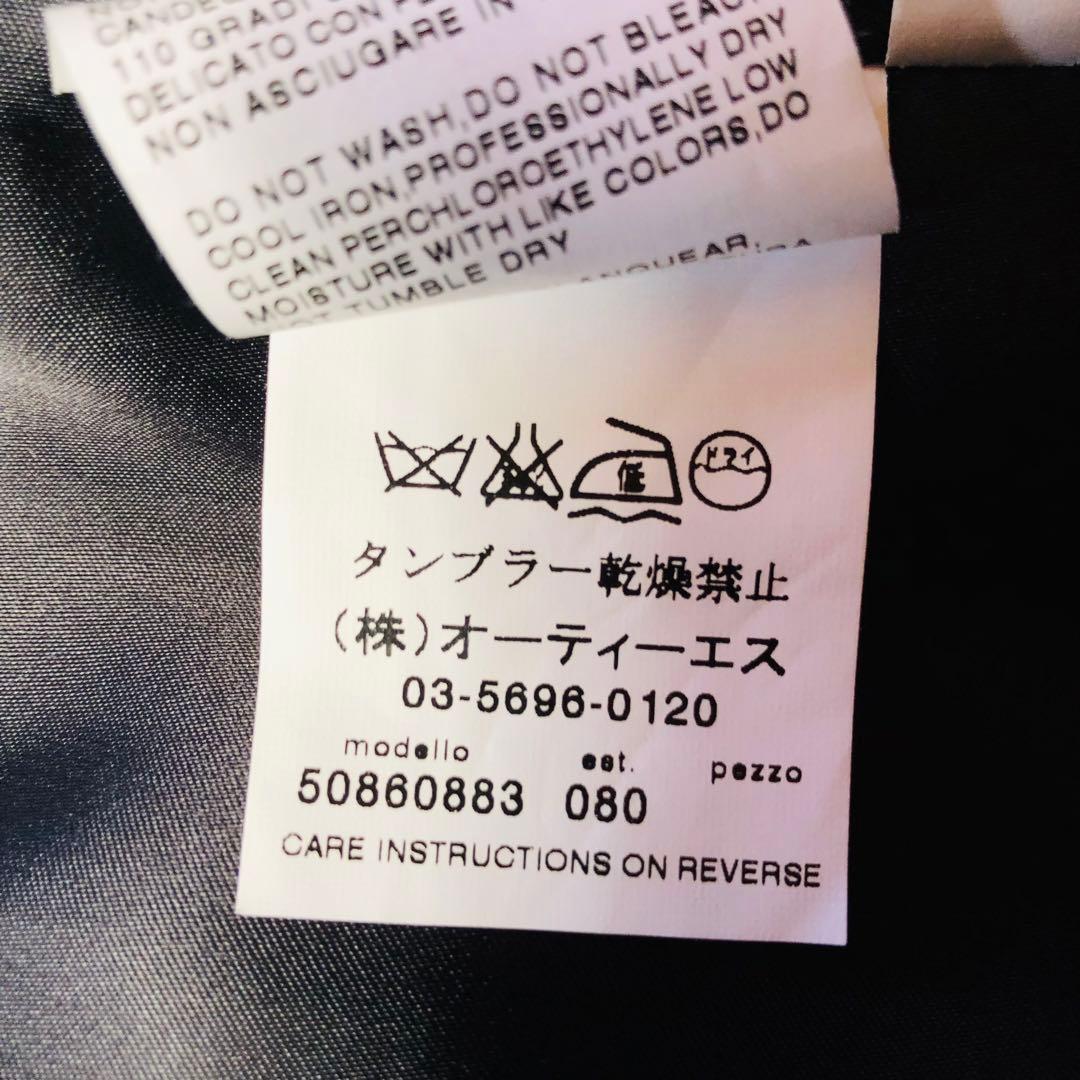 110 GRADI
DELICATO CON
NON ASCIUGARE IN
DO NOT WASH,DO NOT BLEACH
COOL IRON,PROFESSIONALLY DRY
CLEAN PERCHLOROETHYLENE LOW
MOISTURE WITH LIKE COLORS,DO
NOT TUMBLE DRY
低 ドライ
タンブラー乾燥禁止
(株)オーティーエス
03-5696-0120
modello est. pezzo
50860883 080
CARE INSTRUCTIONS ON REVERSE